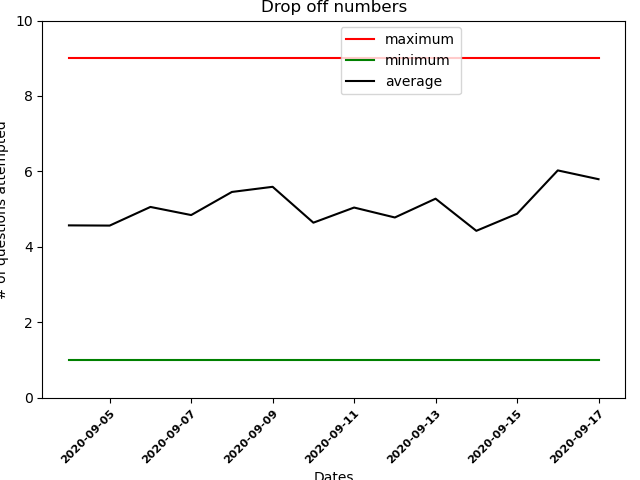 Drop off numbers
maximum
minimum
average
# of questions attempted
10
8
6
4
2
0
2020-09-05
2020-09-07
2020-09-09
2020-09-11
2020-09-13
2020-09-15
2020-09-17
Dates